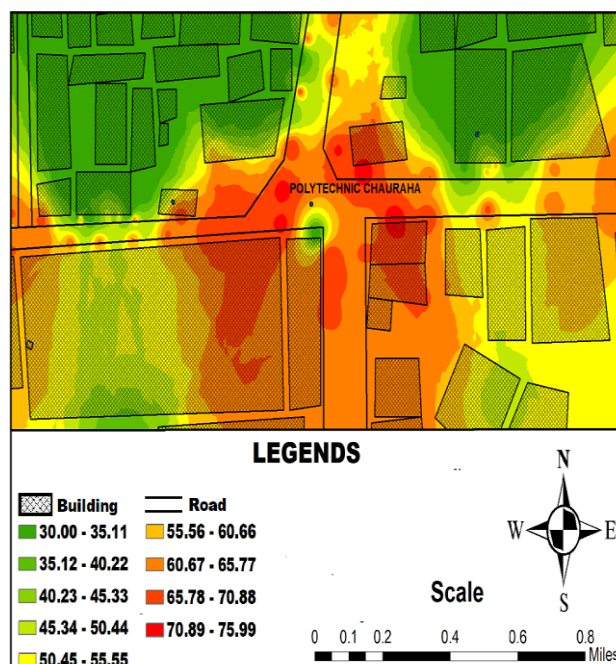 POLYTECHNIC CHAURAHA
LEGENDS
Building
Road
30.00 - 35.11
35.12 - 40.22
40.23 - 45.33
45.34 - 50.44
50.45 - 55.55
55.56 - 60.66
60.67 - 65.77
65.78 - 70.88
70.89 - 75.99
N
W E
S
Scale
0 0.1 0.2 0.4 0.6 0.8
Miles